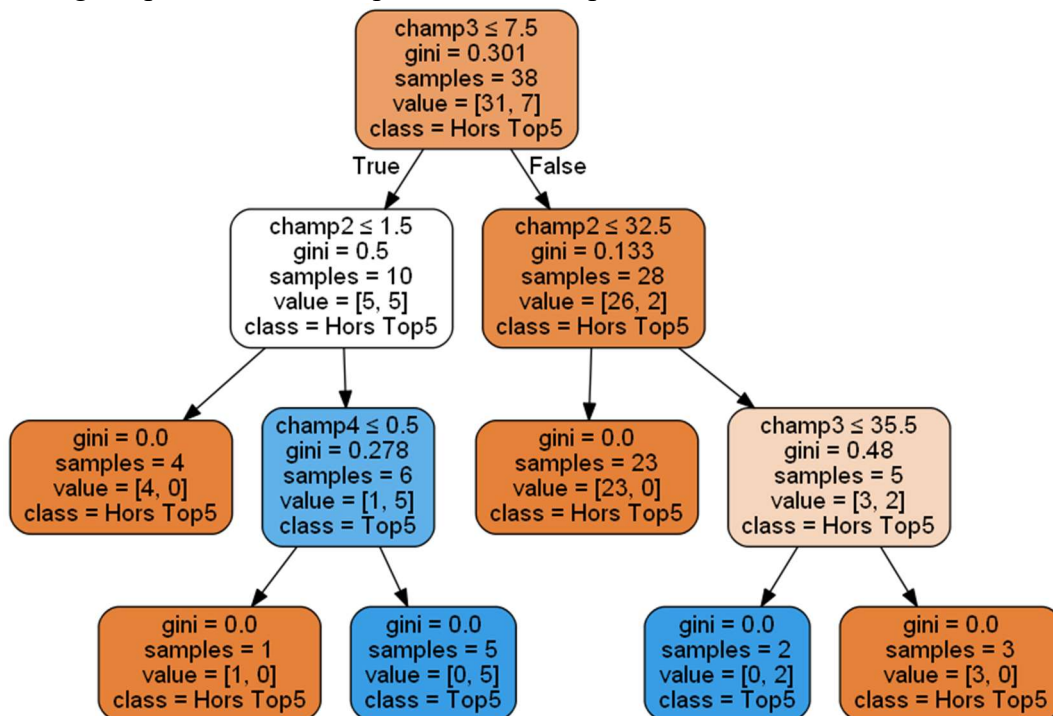 champ3 ≤ 7.5
gini = 0.301
samples = 38
value = [31, 7]
class = Hors Top5
True
False
champ2 ≤ 1.5
gini = 0.5
samples = 10
value = [5, 5]
class = Hors Top5
champ2 ≤ 32.5
gini = 0.133
samples = 28
value = [26, 2]
class = Hors Top5
gini = 0.0
samples = 4
value = [4, 0]
class = Hors Top5
champ4 ≤ 0.5
gini = 0.278
samples = 6
value = [1, 5]
class = Top5
gini = 0.0
samples = 23
value = [23, 0]
class = Hors Top5
champ3 ≤ 35.5
gini = 0.48
samples = 5
value = [3, 2]
class = Hors Top5
gini = 0.0
samples = 1
value = [1, 0]
class = Hors Top5
gini = 0.0
samples = 5
value = [0, 5]
class = Top5
gini = 0.0
samples = 2
value = [0, 2]
class = Top5
gini = 0.0
samples = 3
value = [3, 0]
class = Hors Top5